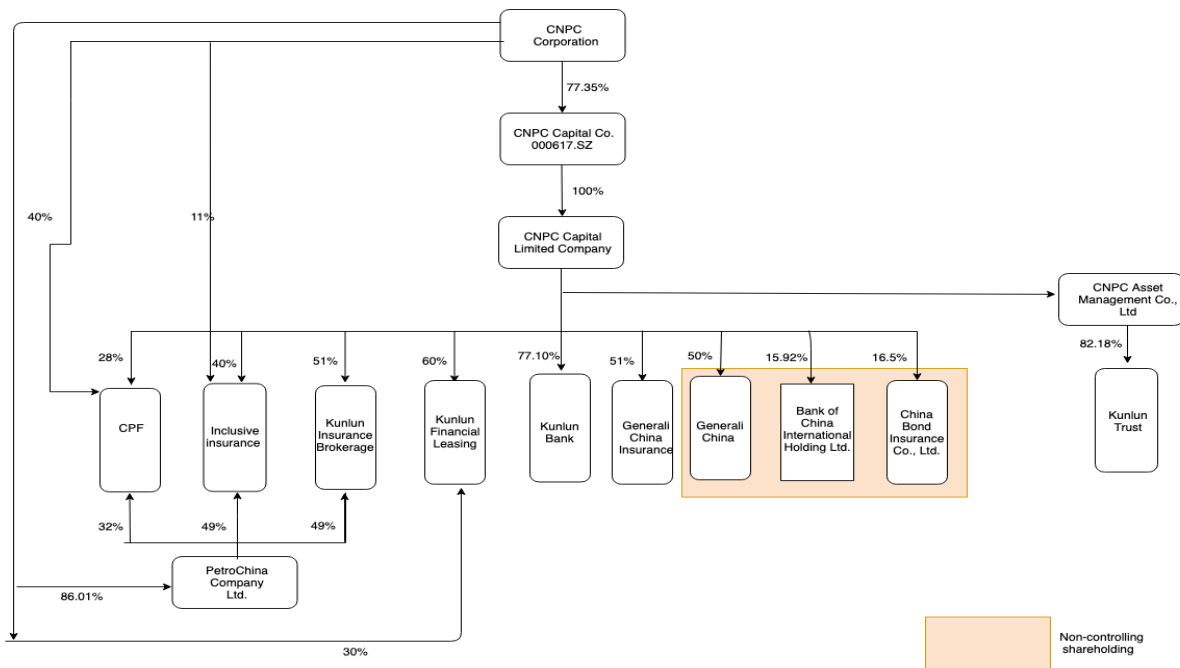 CNPC
Corporation
77.35%
CNPC Capital Co.
000617.SZ
40%
11%
100%
CNPC Capital
Limited Company
CNPC Asset
Management Co.,
Ltd
28%
40%
51%
60%
77.10%
51%
50%
15.92%
16.5%
82.18%
CPF
Inclusive
insurance
Kunlun
Insurance
Brokerage
Kunlun
Financial
Leasing
Kunlun
Bank
Generali
China
Insurance
Generali
China
Bank of
China
International
Holding Ltd.
China
Bond
Insurance
Co., Ltd.
Kunlun
Trust
32%
49%
49%
PetroChina
Company
Ltd.
86.01%
30%
Non-controlling
shareholding